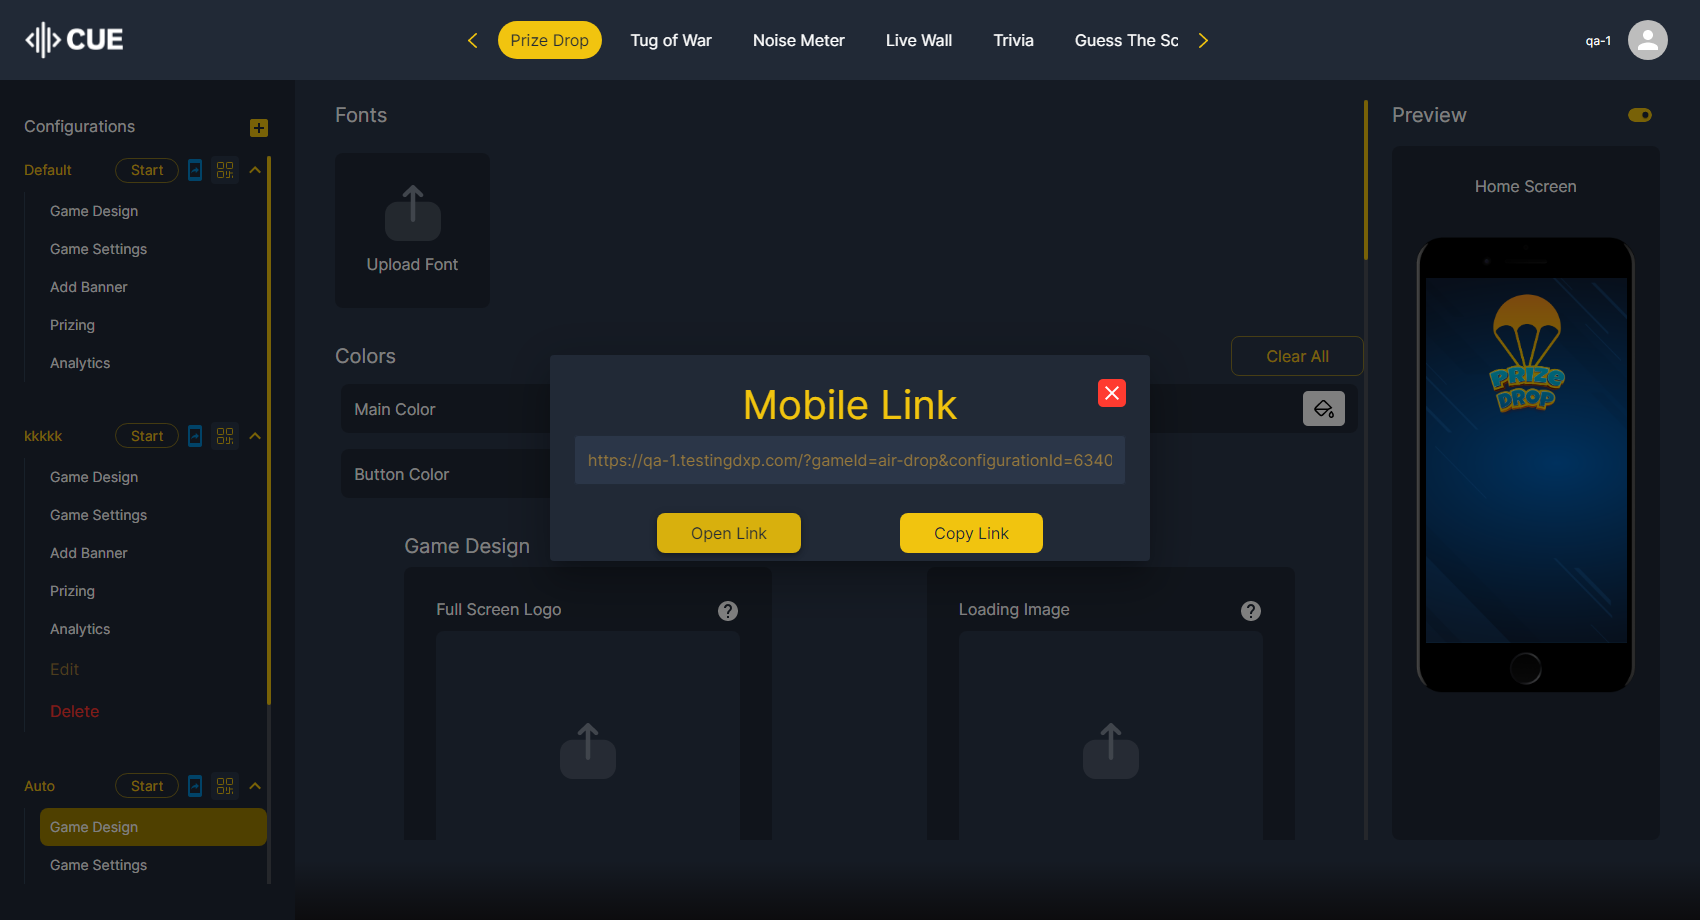 CUE
Prize Drop
Tug of War
Noise Meter
Live Wall
Trivia
Guess The Sc
qa-1
Configurations
Default
Start
Game Design
Game Settings
Add Banner
Prizing
Analytics
kkkkk
Start
Game Design
Game Settings
Add Banner
Prizing
Analytics
Edit
Delete
Auto
Start
Game Design
Game Settings
Fonts
Upload Font
Colors
Clear All
Main Color
Button Color
Mobile Link
https://qa-1.testingdxp.com/?gameId=air-drop&configurationId=6340
Open Link
Copy Link
Game Design
Full Screen Logo
?
Loading Image
?
Preview
Home Screen
PRIZE
DROP